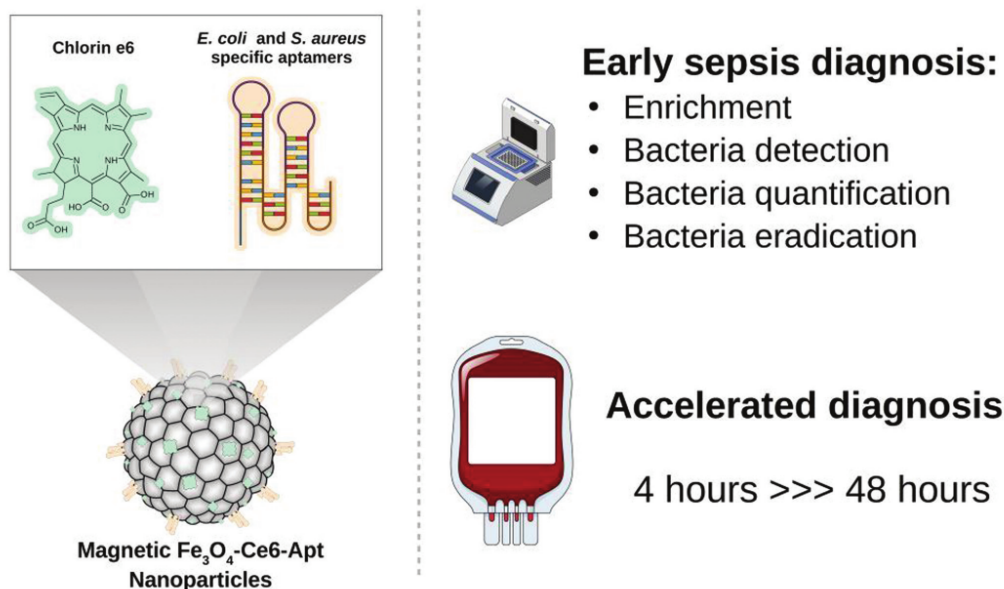 Chlorin e6
E. coli and S. aureus
specific aptamers
NH
N
N
NH
OH
O
HO
O
O
OH
Magnetic Fe₃O₄-Ce6-Apt
Nanoparticles
Early sepsis diagnosis:
• Enrichment
• Bacteria detection
• Bacteria quantification
• Bacteria eradication
Accelerated diagnosis
4 hours >>> 48 hours